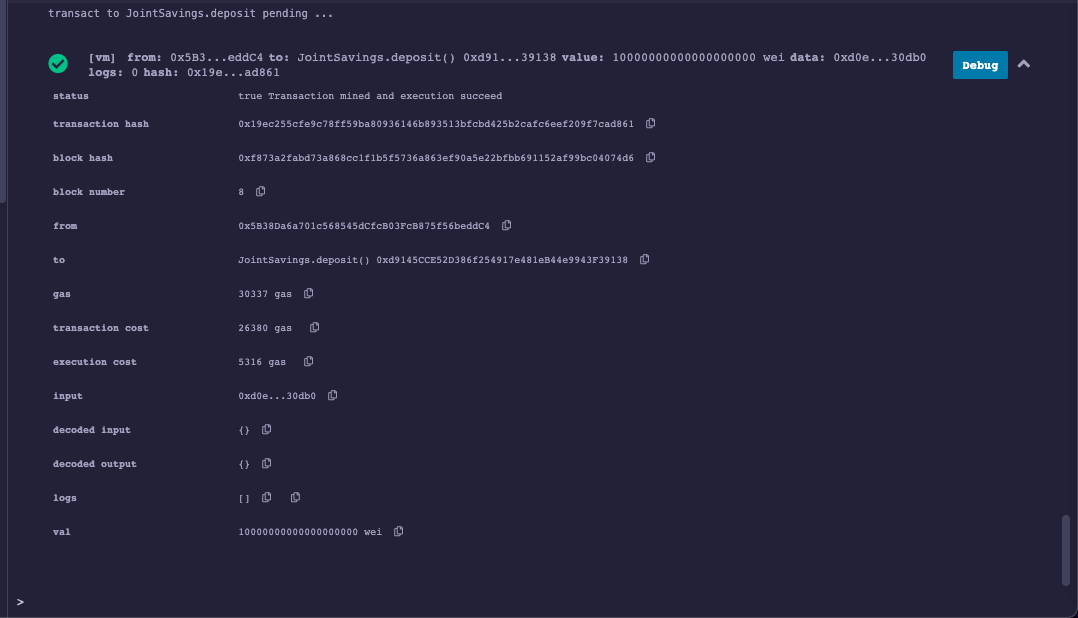 transact to JointSavings.deposit pending ...
[vm] from: 0x5B3...eddC4 to: JointSavings.deposit() 0xd91...39138 value: 10000000000000000000 wei data: 0xd0e...30db0
logs: 0 hash: 0x19e...ad861
Debug
status true Transaction mined and execution succeed
transaction hash 0x19ec255cfe9c78ff59ba80936146b893513bfcbd425b2cafc6eef209f7cad861
block hash 0xf873a2fabd73a868cc1f1b5f5736a863ef90a5e22bfbb691152af99bc04074d6
block number 8
from 0x5B38Da6a701c568545dCfcB03FcB875f56beddC4
to JointSavings.deposit() 0xd9145CCE52D386f254917e481eB44e9943F39138
gas 30337 gas
transaction cost 26380 gas
execution cost 5316 gas
input 0xd0e...30db0
decoded input {}
decoded output {}
logs []
val 10000000000000000000 wei
>